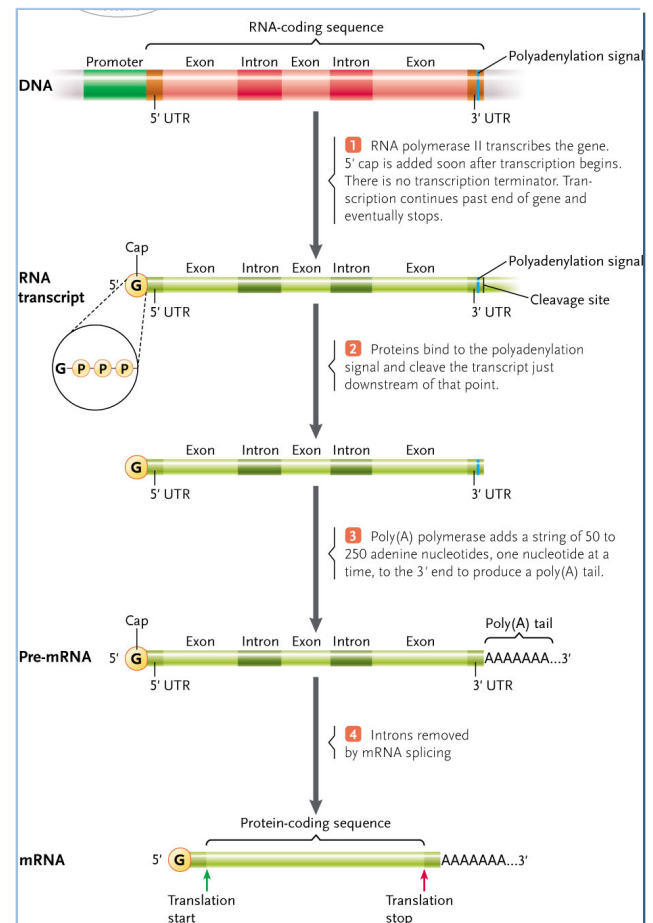 RNA-coding sequence
Promoter Exon Intron Exon Intron Exon Polyadenylation signal
DNA
5' UTR 3' UTR
1 RNA polymerase II transcribes the gene.
5' cap is added soon after transcription begins.
There is no transcription terminator. Tran-
scription continues past end of gene and
eventually stops.
Cap
Exon Intron Exon Intron Exon Polyadenylation signal
RNA
transcript
5' G
Cleavage site
5' UTR 3' UTR
G P P P
2 Proteins bind to the polyadenylation
signal and cleave the transcript just
downstream of that point.
Exon Intron Exon Intron Exon
G
5' UTR 3' UTR
3 Poly(A) polymerase adds a string of 50 to
250 adenine nucleotides, one nucleotide at a
time, to the 3' end to produce a poly(A) tail.
Cap Poly(A) tail
Exon Intron Exon Intron Exon
Pre-mRNA 5' G AAAAAAA...3'
5' UTR 3' UTR
4 Introns removed
by mRNA splicing
Protein-coding sequence
mRNA 5' G AAAAAAA...3'
Translation
start
Translation
stop